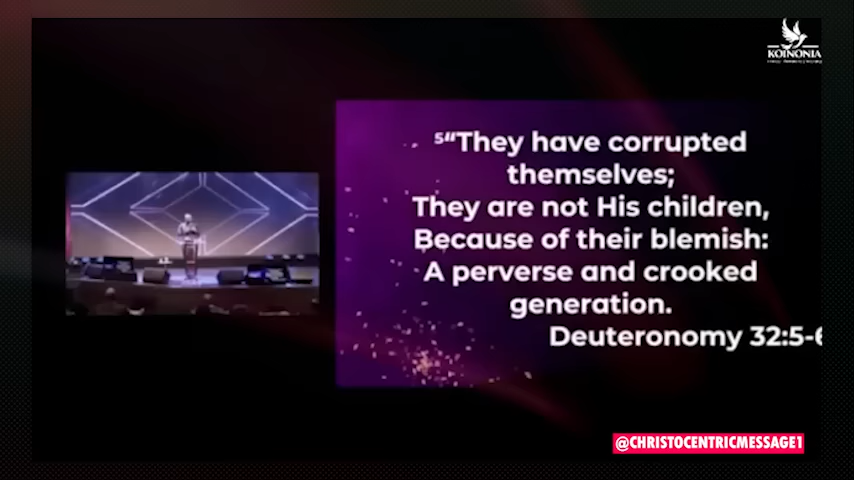 KOINONIA
⁵“They have corrupted
themselves;
They are not His children,
Because of their blemish:
A perverse and crooked
generation.
Deuteronomy 32:5-6
@CHRISTOCENTRICMESSAGE1